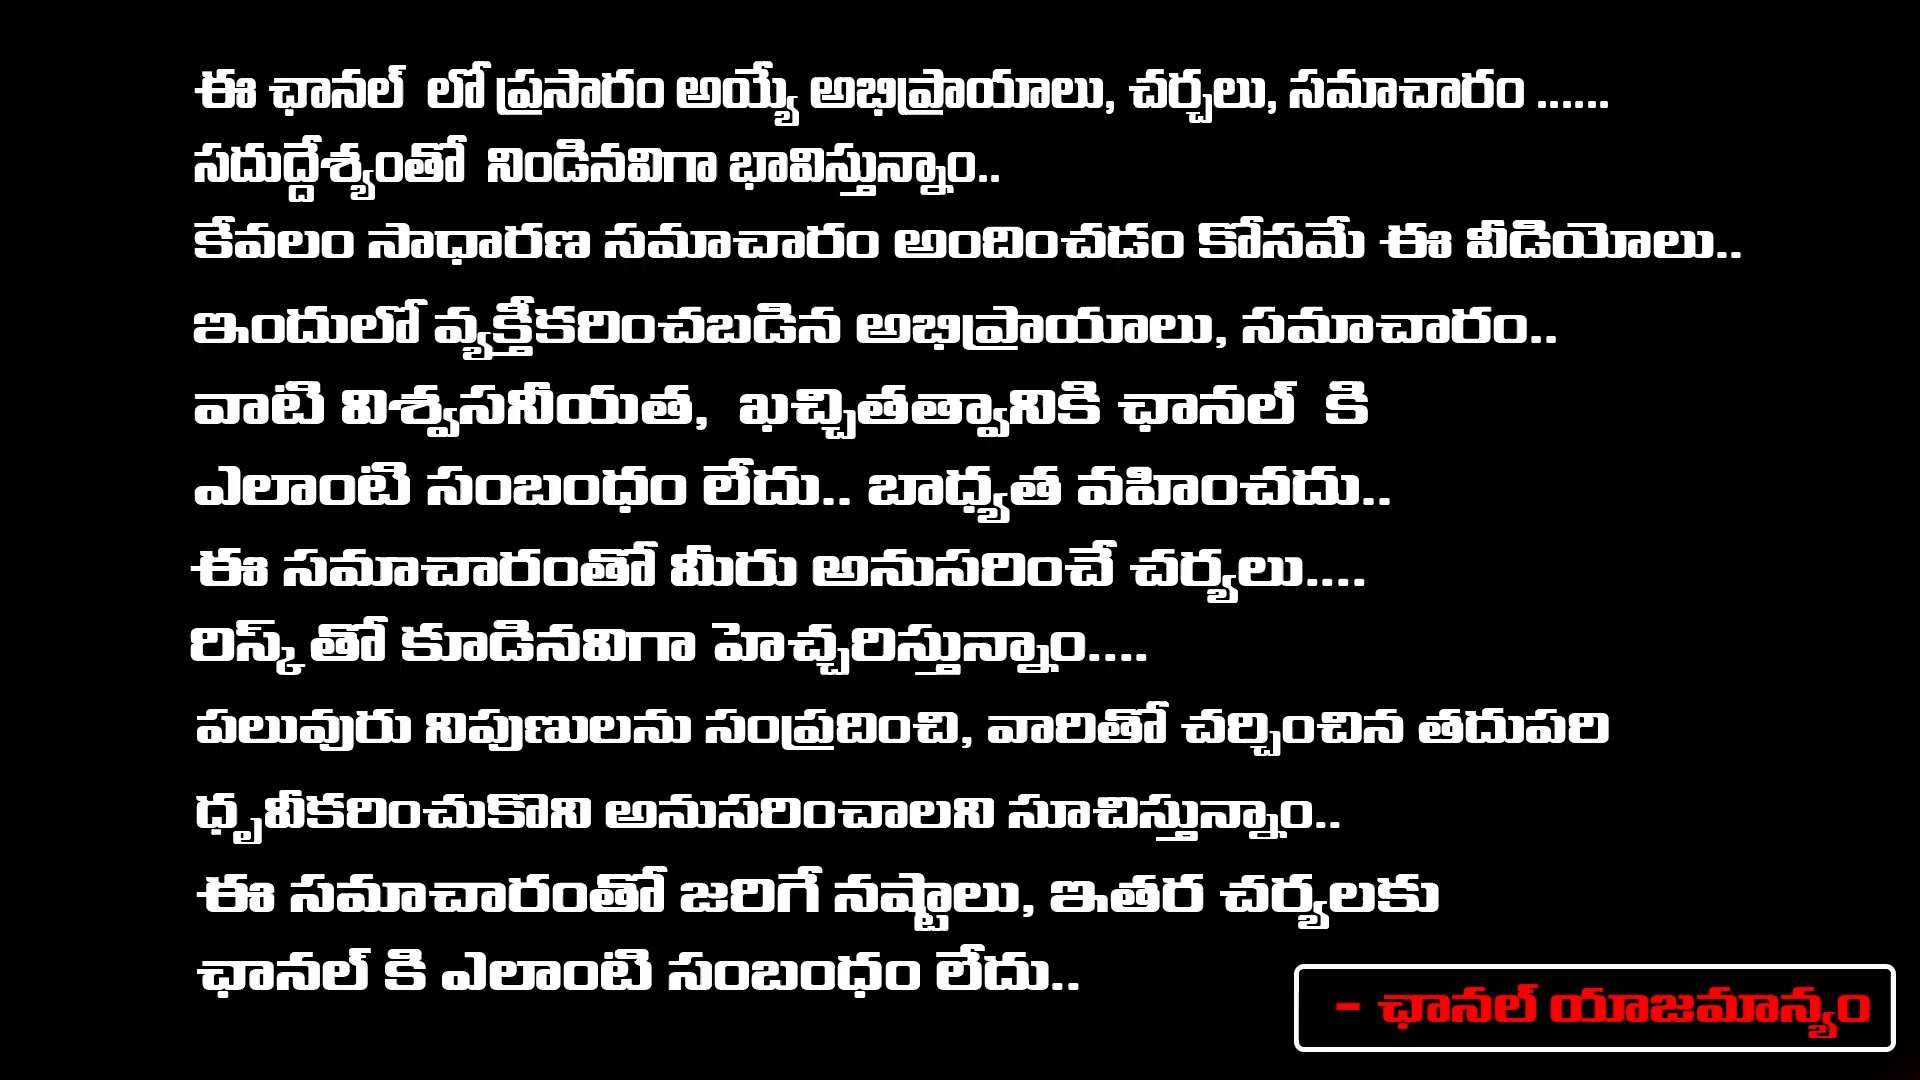 ఈ ఛానల్ లో ప్రసారం అయ్యే అభిప్రాయాలు, చర్చలు, సమాచారం ......
సదుద్దేశ్యంతో నిండినవిగా భావిస్తున్నాం..
కేవలం సాధారణ సమాచారం అందించడం కోసమే ఈ వీడియోలు..
ఇందులో వ్యక్తీకరించబడిన అభిప్రాయాలు, సమాచారం..
వాటి విశ్వసనీయత, ఖచ్చితత్వానికి ఛానల్ కి
ఎలాంటి సంబంధం లేదు.. బాధ్యత వహించదు..
ఈ సమాచారంతో మీరు అనుసరించే చర్యలు....
రిస్క్ తో కూడినవిగా హెచ్చరిస్తున్నాం....
పలువురు నిపుణులను సంప్రదించి, వారితో చర్చించిన తదుపరి
ధృవీకరించుకొని అనుసరించాలని సూచిస్తున్నాం..
ఈ సమాచారంతో జరిగే నష్టాలు, ఇతర చర్యలకు
ఛానల్ కి ఎలాంటి సంబంధం లేదు..
- ఛానల్ యాజమాన్యం